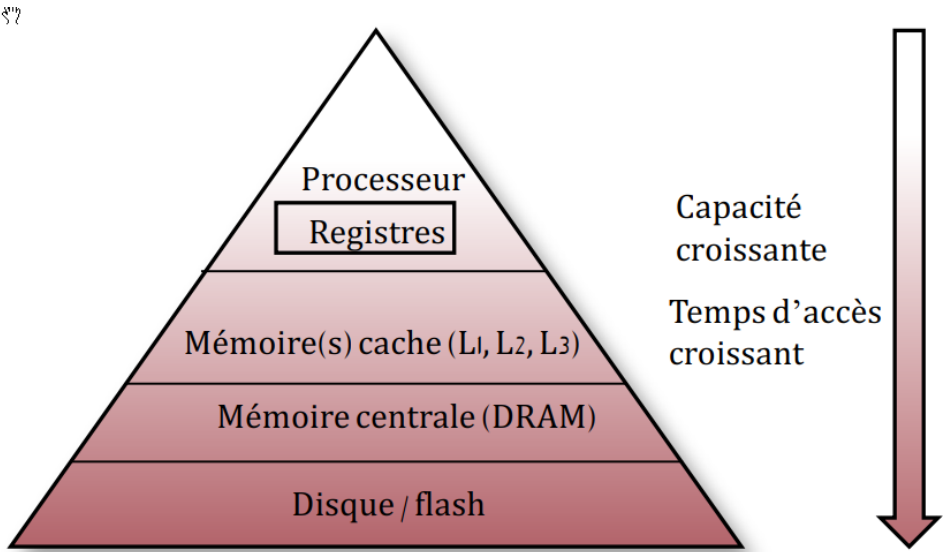 Processeur
Registres
Capacité
croissante
Temps d’accès
croissant
Mémoire(s) cache (L1, L2, L3)
Mémoire centrale (DRAM)
Disque / flash